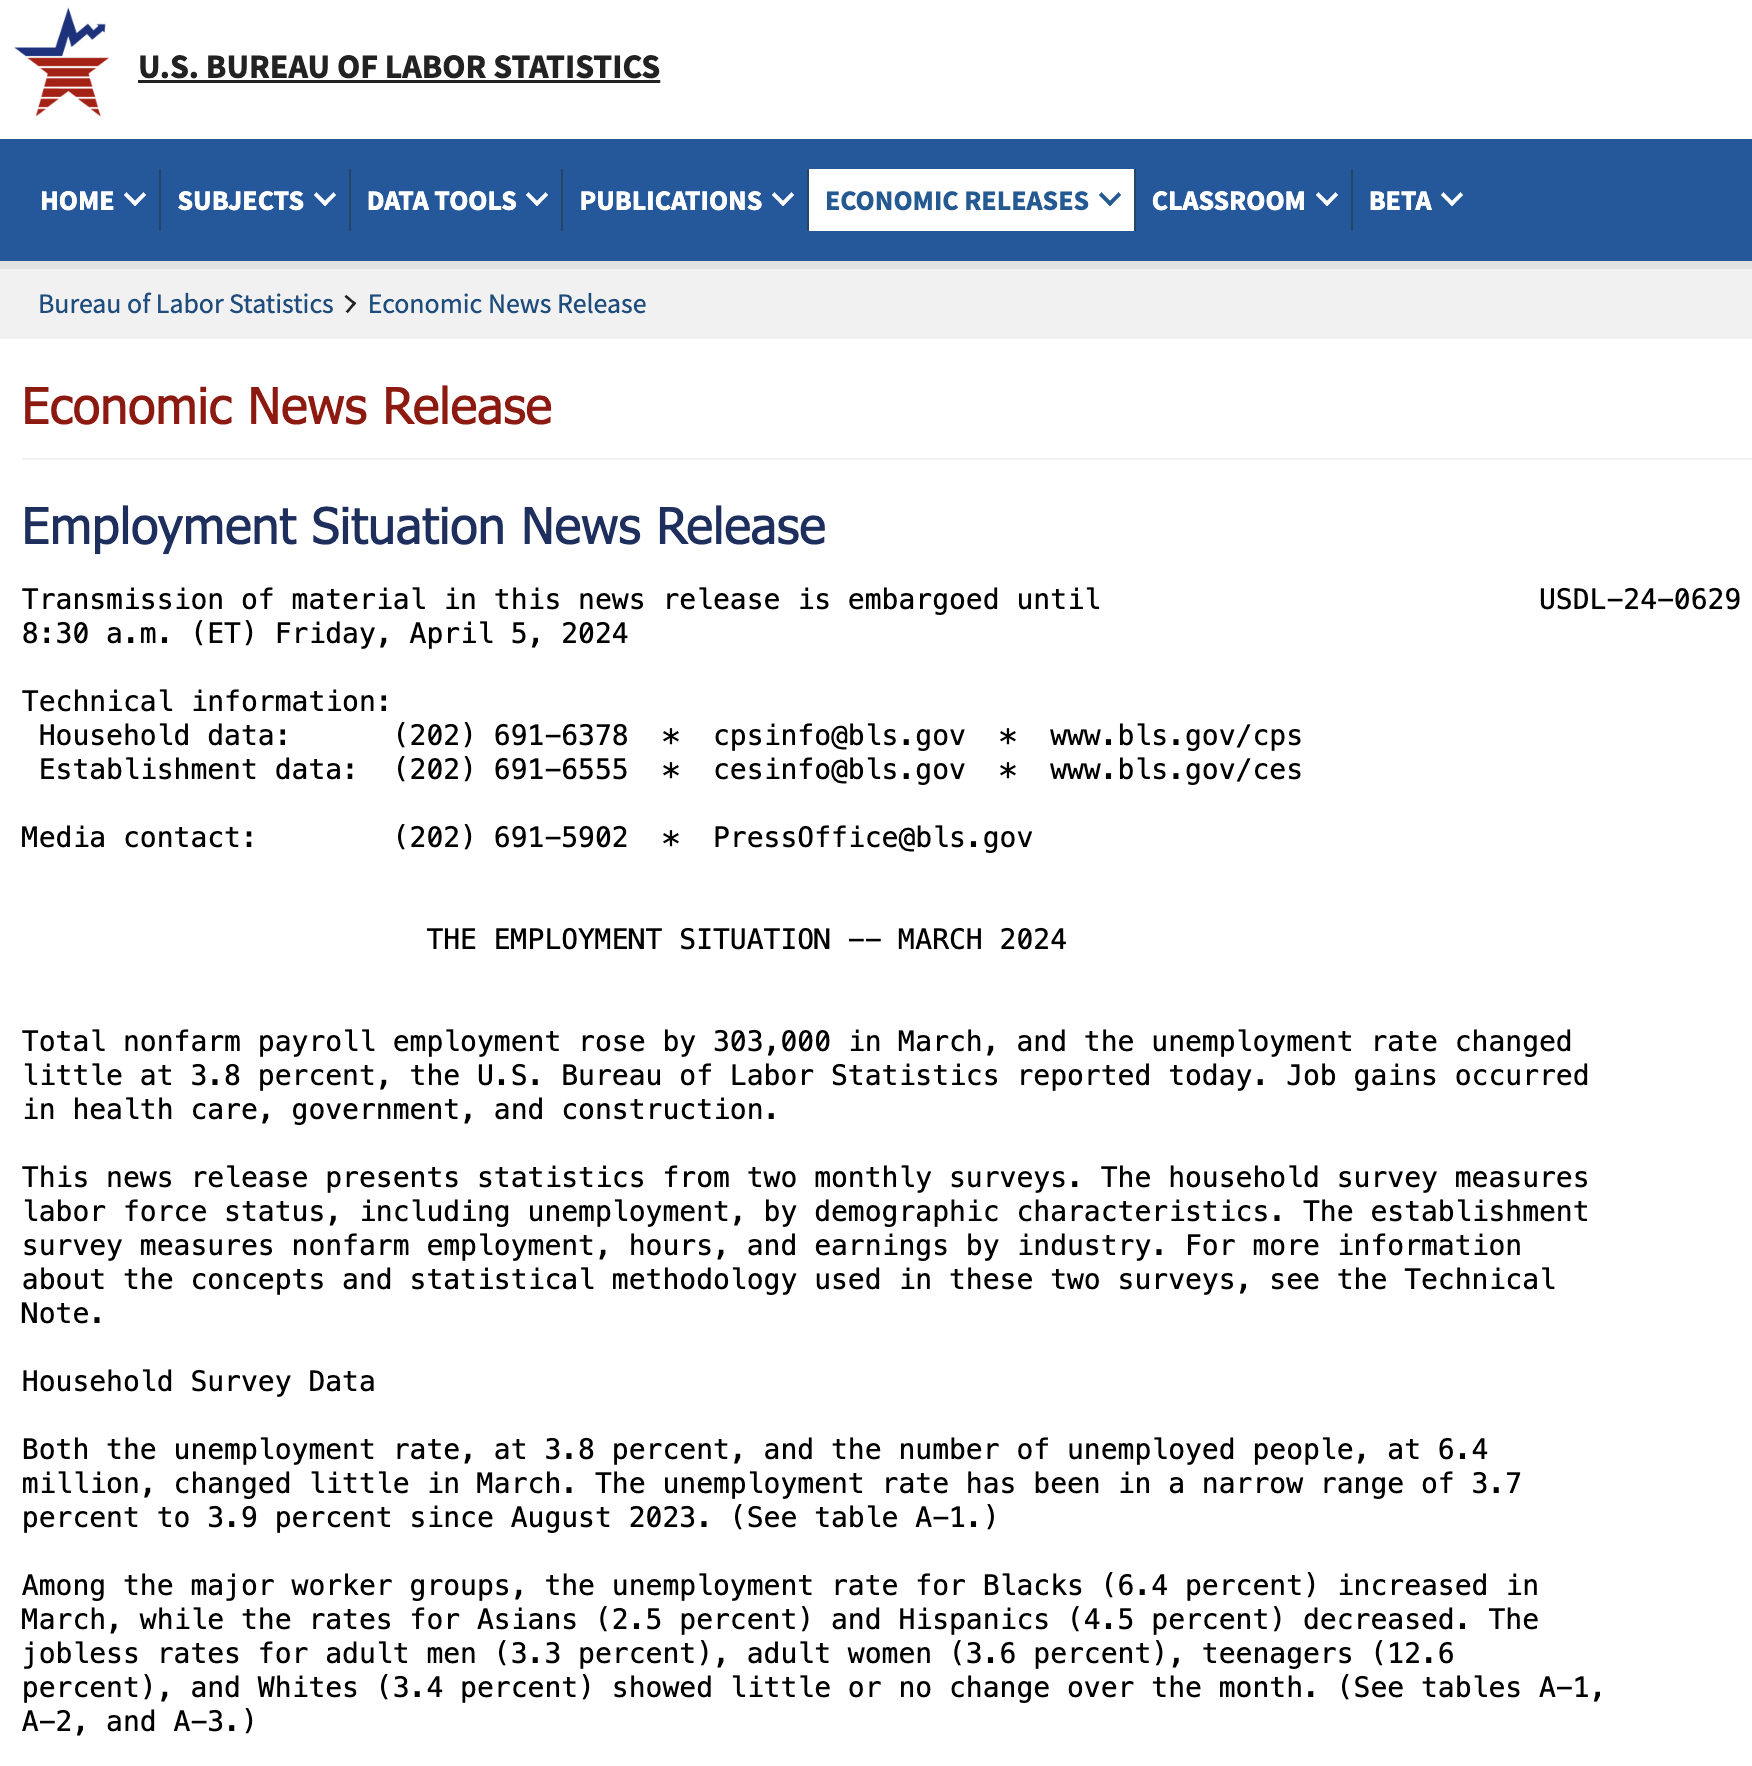 U.S. BUREAU OF LABOR STATISTICS
HOME SUBJECTS DATA TOOLS PUBLICATIONS ECONOMIC RELEASES CLASSROOM BETA
Bureau of Labor Statistics > Economic News Release
Economic News Release
Employment Situation News Release
Transmission of material in this news release is embargoed until USDL-24-0629
8:30 a.m. (ET) Friday, April 5, 2024
Technical information:
Household data: (202) 691-6378 * cpsinfo@bls.gov * www.bls.gov/cps
Establishment data: (202) 691-6555 * cesinfo@bls.gov * www.bls.gov/ces
Media contact: (202) 691-5902 * PressOffice@bls.gov
THE EMPLOYMENT SITUATION -- MARCH 2024
Total nonfarm payroll employment rose by 303,000 in March, and the unemployment rate changed
little at 3.8 percent, the U.S. Bureau of Labor Statistics reported today. Job gains occurred
in health care, government, and construction.
This news release presents statistics from two monthly surveys. The household survey measures
labor force status, including unemployment, by demographic characteristics. The establishment
survey measures nonfarm employment, hours, and earnings by industry. For more information
about the concepts and statistical methodology used in these two surveys, see the Technical
Note.
Household Survey Data
Both the unemployment rate, at 3.8 percent, and the number of unemployed people, at 6.4
million, changed little in March. The unemployment rate has been in a narrow range of 3.7
percent to 3.9 percent since August 2023. (See table A-1.)
Among the major worker groups, the unemployment rate for Blacks (6.4 percent) increased in
March, while the rates for Asians (2.5 percent) and Hispanics (4.5 percent) decreased. The
jobless rates for adult men (3.3 percent), adult women (3.6 percent), teenagers (12.6
percent), and Whites (3.4 percent) showed little or no change over the month. (See tables A-1,
A-2, and A-3.)